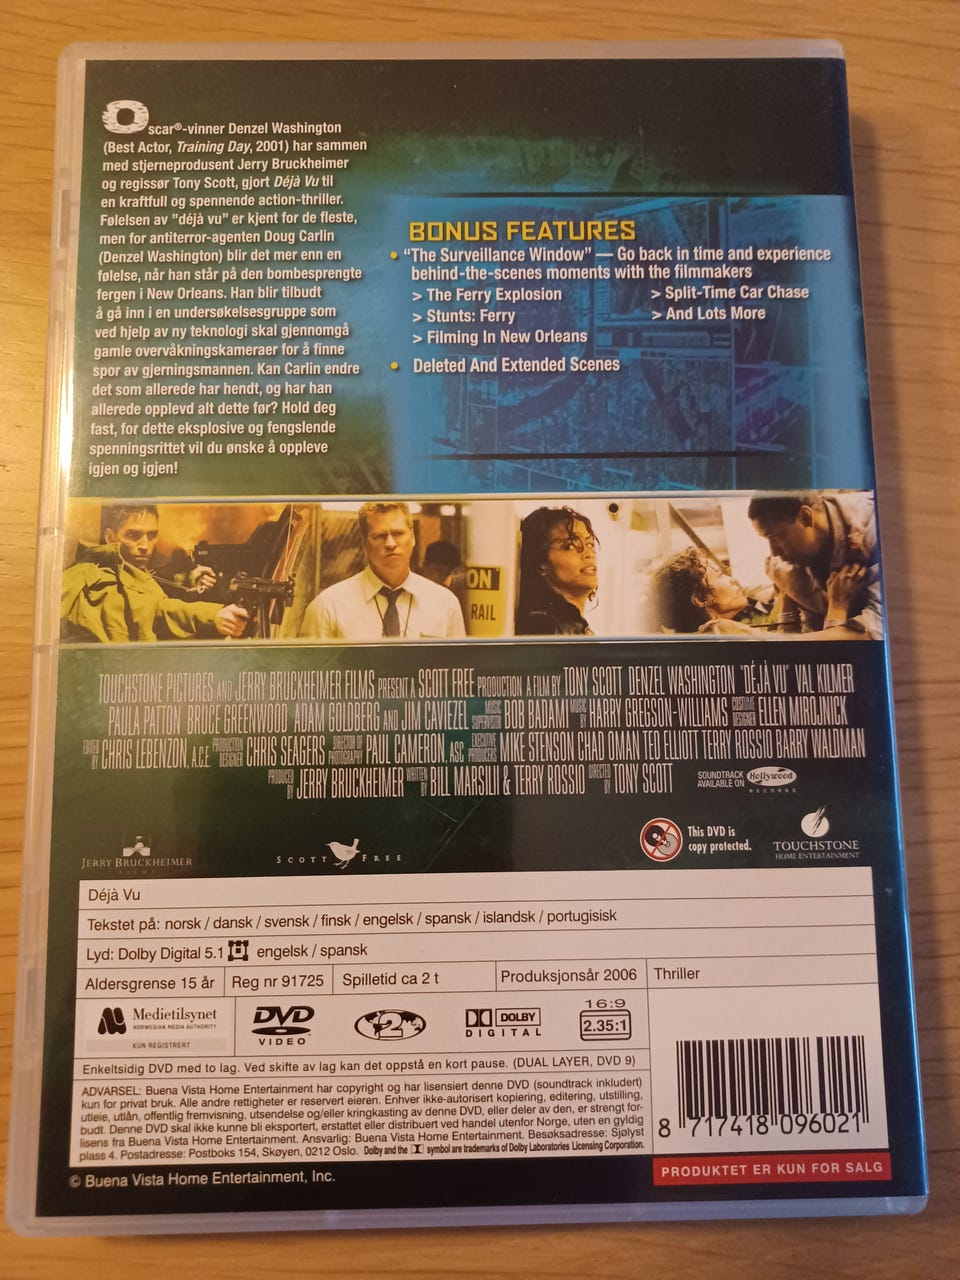 Oscar®-vinner Denzel Washington
(Best Actor, Training Day, 2001) har sammen
med stjerneprodusent Jerry Bruckheimer
og regissør Tony Scott, gjort Déjà Vu til
en kraftfull og spennende action-thriller.
Følelsen av ”déjà vu” er kjent for de fleste,
men for antiterror-agenten Doug Carlin
(Denzel Washington) blir det mer enn en
følelse, når han står på den bombesprengte
fergen i New Orleans. Han blir tilbudt
å gå inn i en undersøkelsesgruppe som
ved hjelp av ny teknologi skal gjennomgå
gamle overvåkningskameraer for å finne
spor av gjerningsmannen. Kan Carlin endre
det som allerede har hendt, og har han
allerede opplevd alt dette før? Hold deg
fast, for dette eksplosive og fengslende
spenningsrittet vil du ønske å oppleve
igjen og igjen!
BONUS FEATURES
• “The Surveillance Window” — Go back in time and experience
behind-the-scenes moments with the filmmakers
> The Ferry Explosion
> Stunts: Ferry
> Filming In New Orleans
> Split-Time Car Chase
> And Lots More
• Deleted And Extended Scenes
ON
RAIL
TOUCHSTONE PICTURES AND JERRY BRUCKHEIMER FILMS PRESENT A SCOTT FREE PRODUCTION A FILM BY TONY SCOTT DENZEL WASHINGTON "DÉJÀ VU" VAL KILMER
PAULA PATTON BRUCE GREENWOOD ADAM GOLDBERG AND JIM CAVIEZEL MUSIC SUPERVISOR BOB BADAMI MUSIC BY HARRY GREGSON-WILLIAMS COSTUME DESIGNER ELLEN MIROJNICK
EDITED BY CHRIS LEBENZON, A.C.E. PRODUCTION DESIGNER CHRIS SEAGERS DIRECTOR OF PHOTOGRAPHY PAUL CAMERON, ASC EXECUTIVE PRODUCERS MIKE STENSON CHAD OMAN TED ELLIOTT TERRY ROSSIO BARRY WALDMAN
PRODUCED BY JERRY BRUCKHEIMER WRITTEN BY BILL MARSILII & TERRY ROSSIO DIRECTED BY TONY SCOTT
SOUNDTRACK
AVAILABLE ON
Hollywood
RECORDS
JERRY BRUCKHEIMER
FILMS
SCOTT FREE
This DVD is
copy protected.
TOUCHSTONE
HOME ENTERTAINMENT
Déjà Vu
Tekstet på: norsk / dansk / svensk / finsk / engelsk / spansk / islandsk / portugisisk
Lyd: Dolby Digital 5.1 engelsk / spansk
Aldersgrense 15 år
Reg nr 91725
Spilletid ca 2 t
Produksjonsår 2006
Thriller
Medietilsynet
NORWEGIAN MEDIA AUTHORITY
KUN REGISTRERT
DVD
VIDEO
2
DOLBY
DIGITAL
16:9
2.35:1
Enkeltsidig DVD med to lag. Ved skifte av lag kan det oppstå en kort pause. (DUAL LAYER, DVD 9)
ADVARSEL: Buena Vista Home Entertainment har copyright og har lisensiert denne DVD (soundtrack inkludert)
kun for privat bruk. Alle andre rettigheter er reservert eieren. Enhver ikke-autorisert kopiering, editering, utstilling,
utleie, utlån, offentlig fremvisning, utsendelse og/eller kringkasting av denne DVD, eller deler av den, er strengt for-
budt. Denne DVD skal ikke kunne bli eksportert, erstattet eller distribuert ved handel utenfor Norge, uten en gyldig
lisens fra Buena Vista Home Entertainment. Ansvarlig: Buena Vista Home Entertainment. Besøksadresse: Sjølyst
plass 4. Postadresse: Postboks 154, Skøyen, 0212 Oslo. Dolby and the symbol are trademarks of Dolby Laboratories Licensing Corporation.
8 717418 096021
PRODUKTET ER KUN FOR SALG
© Buena Vista Home Entertainment, Inc.